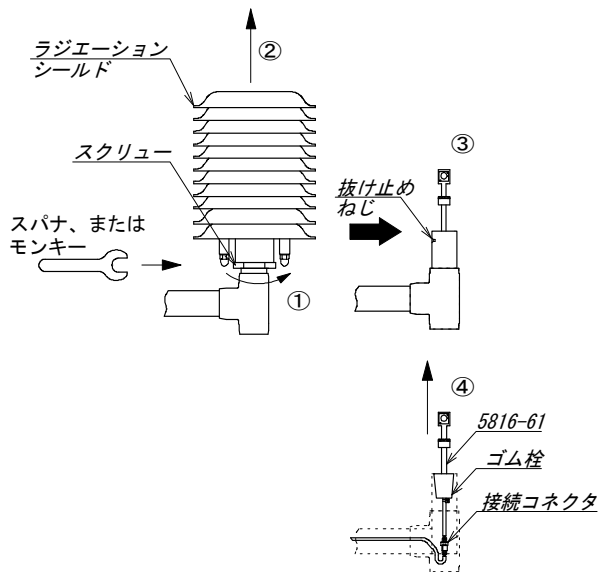 ②
ラジエーション
シールド
スクリュー
スパナ、または
モンキー
①
③
抜け止め
ねじ
④
5816-61
ゴム栓
接続コネクタ